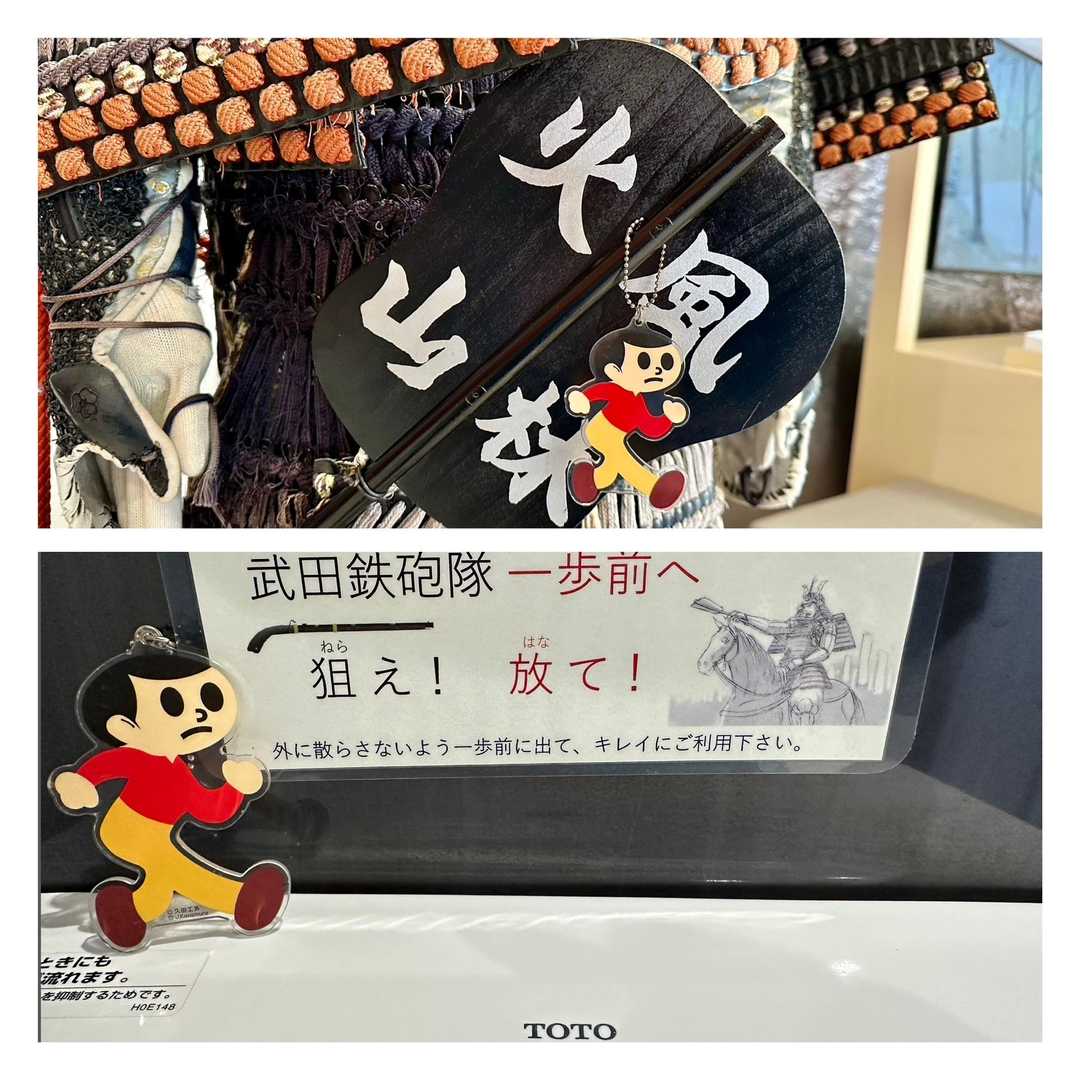 風
林
火
山
武田鉄砲隊 一歩前へ
ねら はな
狙え! 放て!
外に散らさないよう一歩前に出て、キレイにご利用下さい。
ときにも
流れます。
を抑制するためです。
H0E148
TOTO